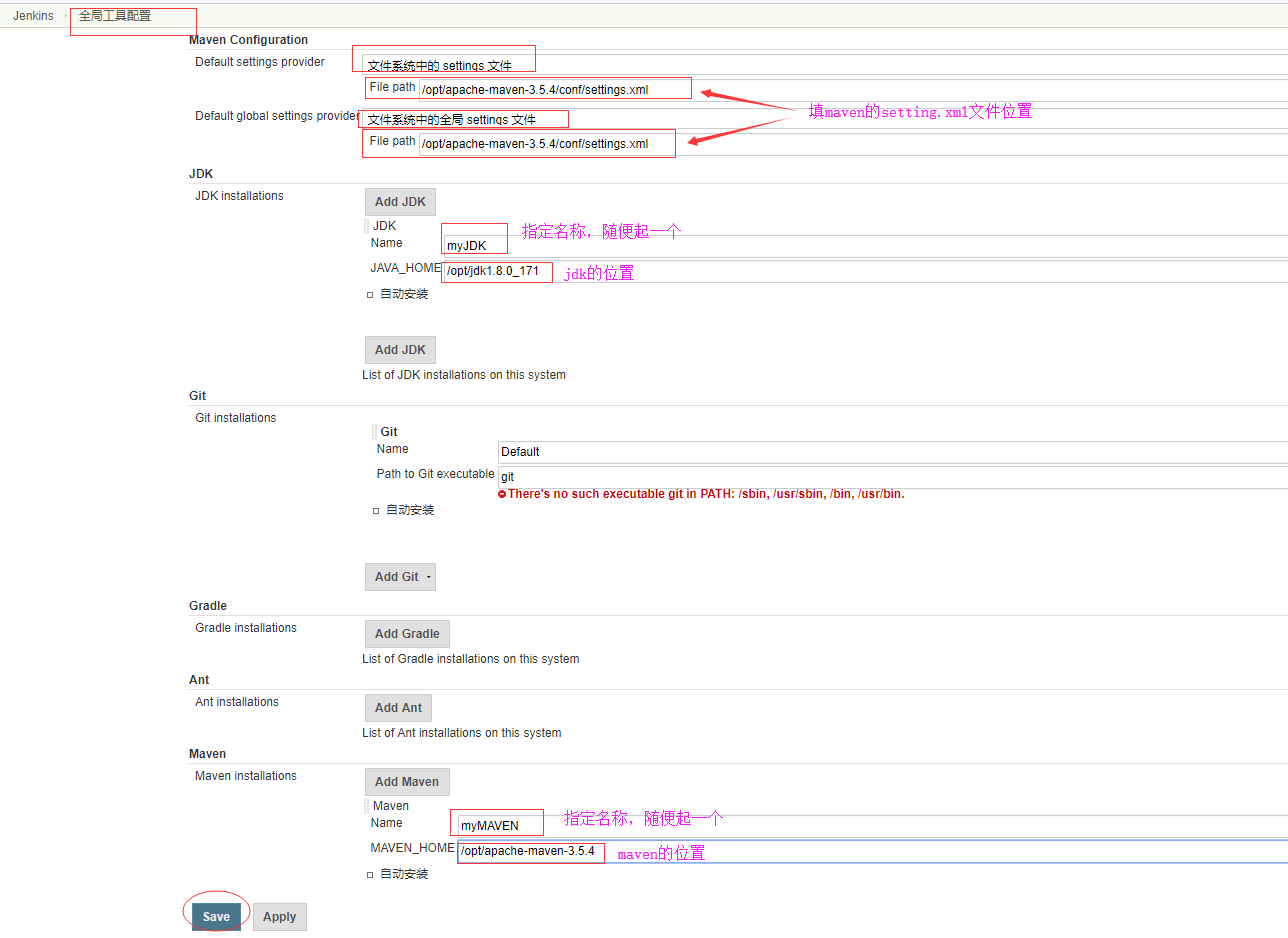 Jenkins 全局工具配置
Maven Configuration
Default settings provider
文件系统中的 settings 文件
File path /opt/apache-maven-3.5.4/conf/settings.xml
填maven的setting.xml文件位置
Default global settings provider
文件系统中的全局 settings 文件
File path /opt/apache-maven-3.5.4/conf/settings.xml
JDK
JDK installations
Add JDK
JDK
Name myJDK 指定名称，随便起一个
JAVA_HOME /opt/jdk1.8.0_171 jdk的位置
自动安装
Add JDK
List of JDK installations on this system
Git
Git installations
Git
Name Default
Path to Git executable git
There's no such executable git in PATH: /sbin, /usr/sbin, /bin, /usr/bin.
自动安装
Add Git
Gradle
Gradle installations
Add Gradle
List of Gradle installations on this system
Ant
Ant installations
Add Ant
List of Ant installations on this system
Maven
Maven installations
Add Maven
Maven
Name myMAVEN 指定名称，随便起一个
MAVEN_HOME /opt/apache-maven-3.5.4 maven的位置
自动安装
Save Apply